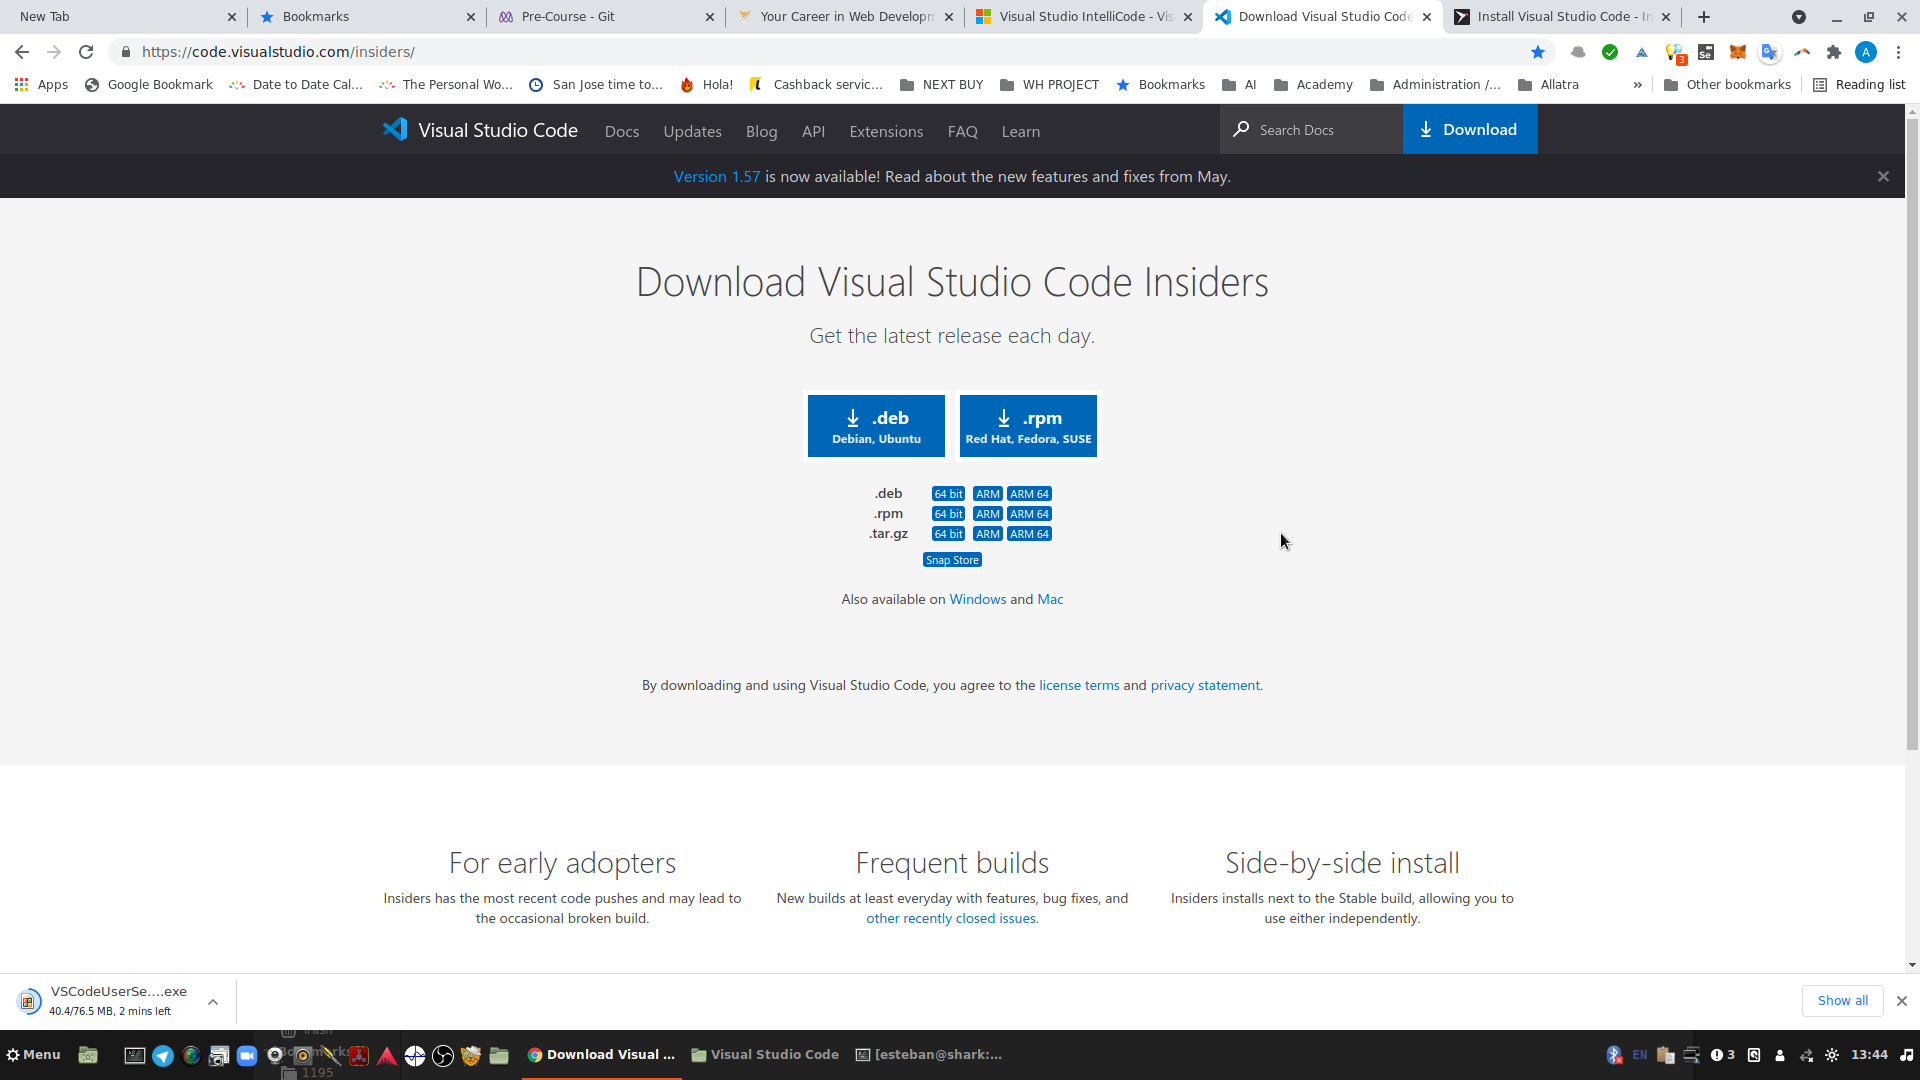 New Tab
Bookmarks
Pre-Course - Git
Your Career in Web Developm
Visual Studio IntelliCode - Vis
Download Visual Studio Code
Install Visual Studio Code - In
https://code.visualstudio.com/insiders/
3
A
Apps
Google Bookmark
Date to Date Cal...
The Personal Wo...
San Jose time to...
Hola!
Cashback servic...
NEXT BUY
WH PROJECT
Bookmarks
AI
Academy
Administration /...
Allatra
»
Other bookmarks
Reading list
Visual Studio Code
Docs
Updates
Blog
API
Extensions
FAQ
Learn
Search Docs
Download
Version 1.57 is now available! Read about the new features and fixes from May.
Download Visual Studio Code Insiders
Get the latest release each day.
.deb
Debian, Ubuntu
.rpm
Red Hat, Fedora, SUSE
.deb 64 bit ARM ARM 64
.rpm 64 bit ARM ARM 64
.tar.gz 64 bit ARM ARM 64
Snap Store
Also available on Windows and Mac
By downloading and using Visual Studio Code, you agree to the license terms and privacy statement.
For early adopters
Insiders has the most recent code pushes and may lead to
the occasional broken build.
Frequent builds
New builds at least everyday with features, bug fixes, and
other recently closed issues.
Side-by-side install
Insiders installs next to the Stable build, allowing you to
use either independently.
VSCodeUserSe....exe
40.4/76.5 MB, 2 mins left
Show all
Menu
Download Visual ...
Visual Studio Code
[esteban@shark:...
EN
3
13:44
1195